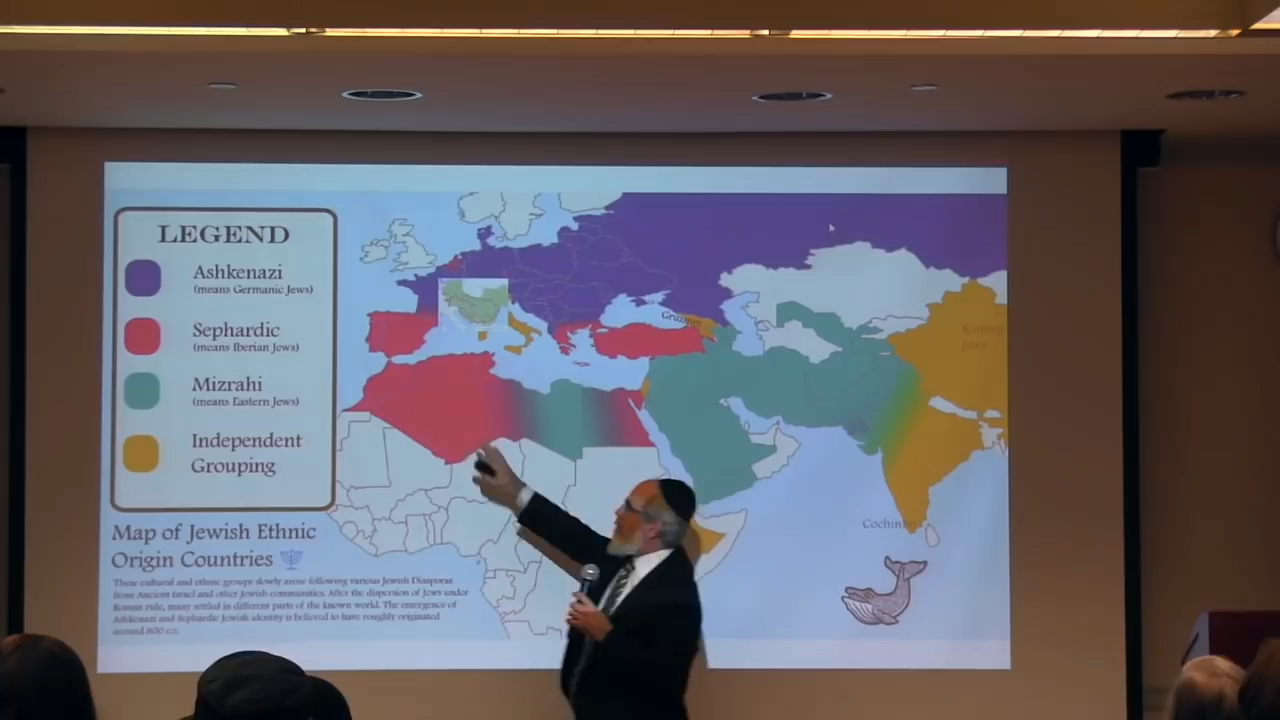 LEGEND
Ashkenazi
(means Germanic Jews)
Sephardic
(means Iberian Jews)
Mizrahi
(means Eastern Jews)
Independent
Grouping
Map of Jewish Ethnic
Origin Countries
These cultural and ethnic groups slowly arose following various Jewish Diasporas
from Ancient Israel and other Jewish communities. After the dispersion of Jews under
Roman rule, many settled in different parts of the known world. The emergence of
Ashkenazi and Sephardic Jewish identity is believed to have roughly originated
around 600 c.e.
Cochin